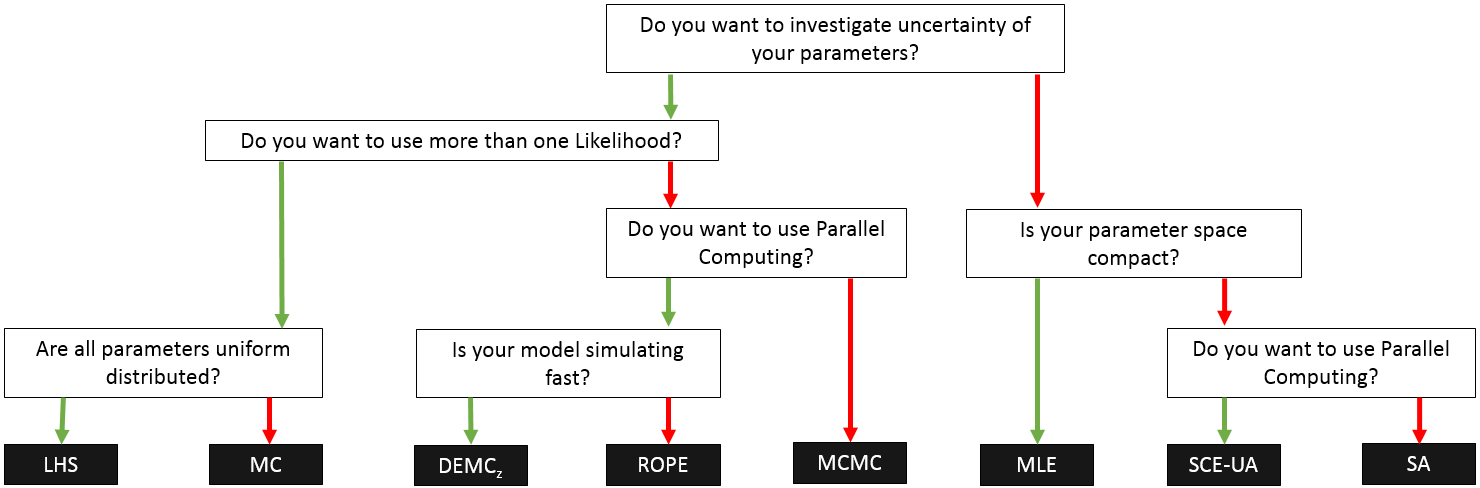 Do you want to investigate uncertainty of
your parameters?
Do you want to use more than one Likelihood?
Do you want to use Parallel
Computing?
Is your parameter space
compact?
Are all parameters uniform
distributed?
Is your model simulating
fast?
Do you want to use Parallel
Computing?
LHS
MC
DEMCz
ROPE
MCMC
MLE
SCE-UA
SA